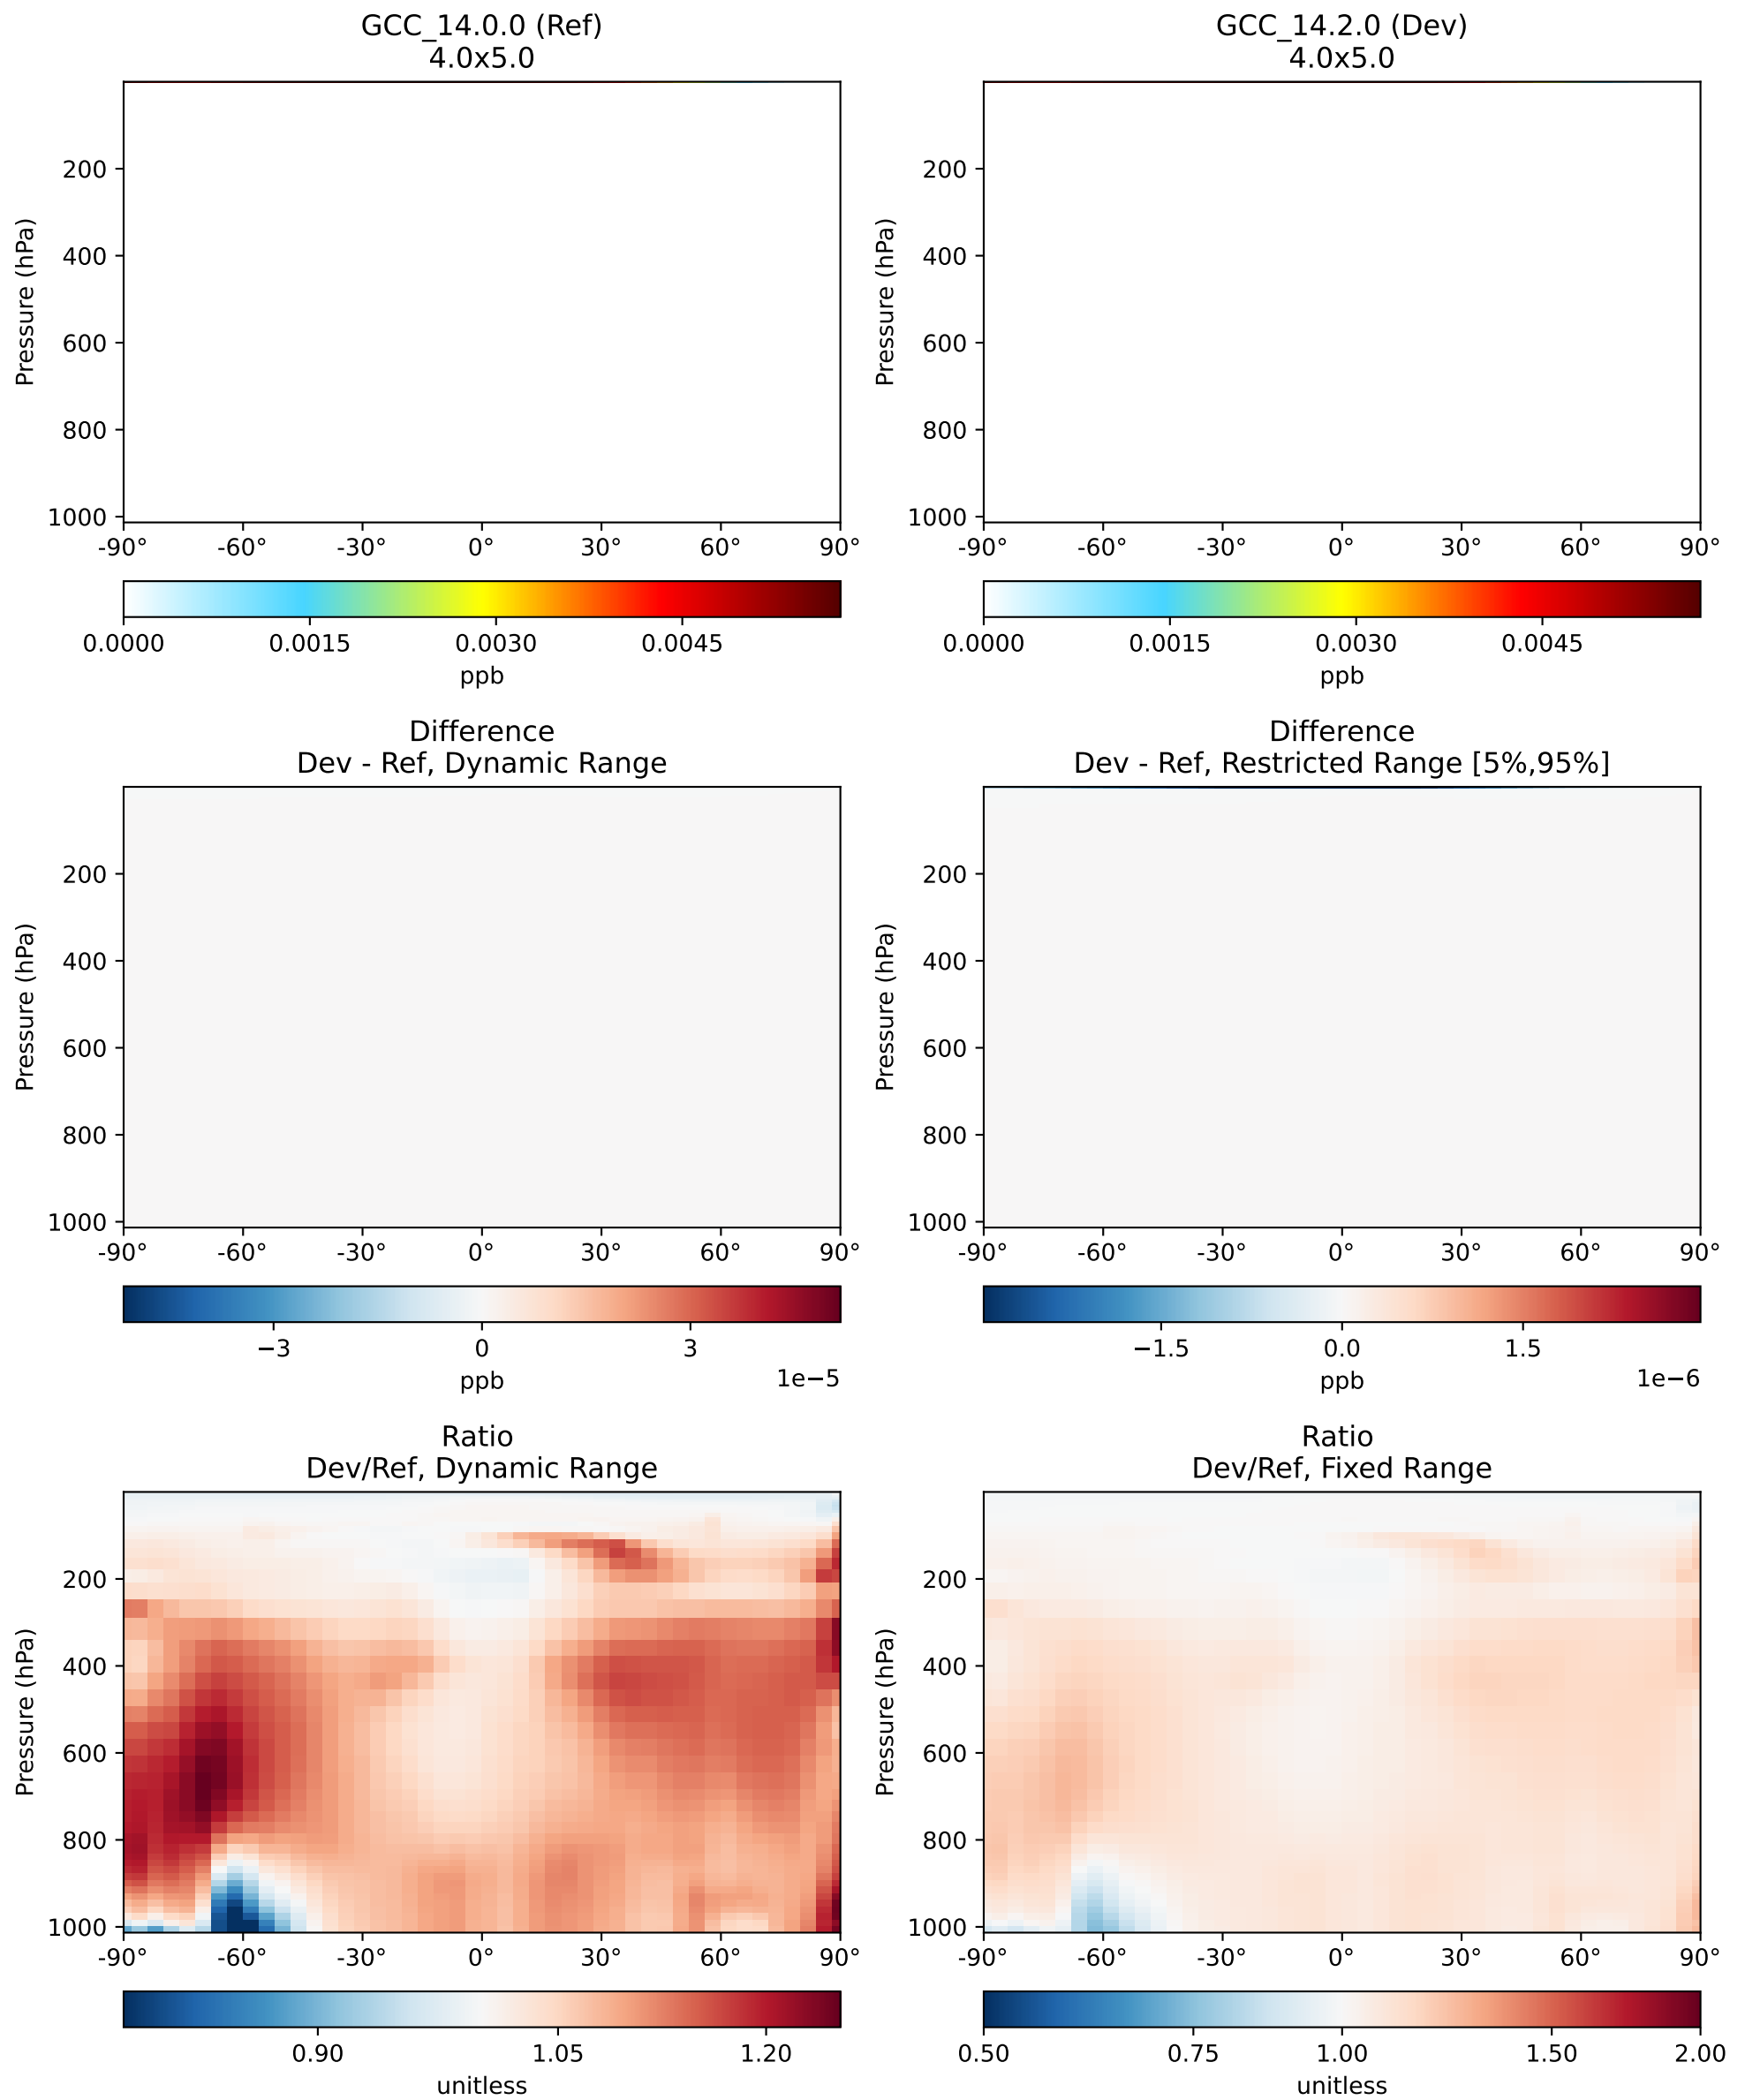 GCC_14.0.0 (Ref)
4.0x5.0
Pressure (hPa)
200
400
600
800
1000
-90° -60° -30° 0° 30° 60° 90°
0.0000 0.0015 0.0030 0.0045
ppb
GCC_14.2.0 (Dev)
4.0x5.0
Pressure (hPa)
200
400
600
800
1000
-90° -60° -30° 0° 30° 60° 90°
0.0000 0.0015 0.0030 0.0045
ppb
Difference
Dev - Ref, Dynamic Range
Pressure (hPa)
200
400
600
800
1000
-90° -60° -30° 0° 30° 60° 90°
−3 0 3
ppb 1e−5
Difference
Dev - Ref, Restricted Range [5%,95%]
Pressure (hPa)
200
400
600
800
1000
-90° -60° -30° 0° 30° 60° 90°
−1.5 0.0 1.5
ppb 1e−6
Ratio
Dev/Ref, Dynamic Range
Pressure (hPa)
200
400
600
800
1000
-90° -60° -30° 0° 30° 60° 90°
0.90 1.05 1.20
unitless
Ratio
Dev/Ref, Fixed Range
Pressure (hPa)
200
400
600
800
1000
-90° -60° -30° 0° 30° 60° 90°
0.50 0.75 1.00 1.50 2.00
unitless